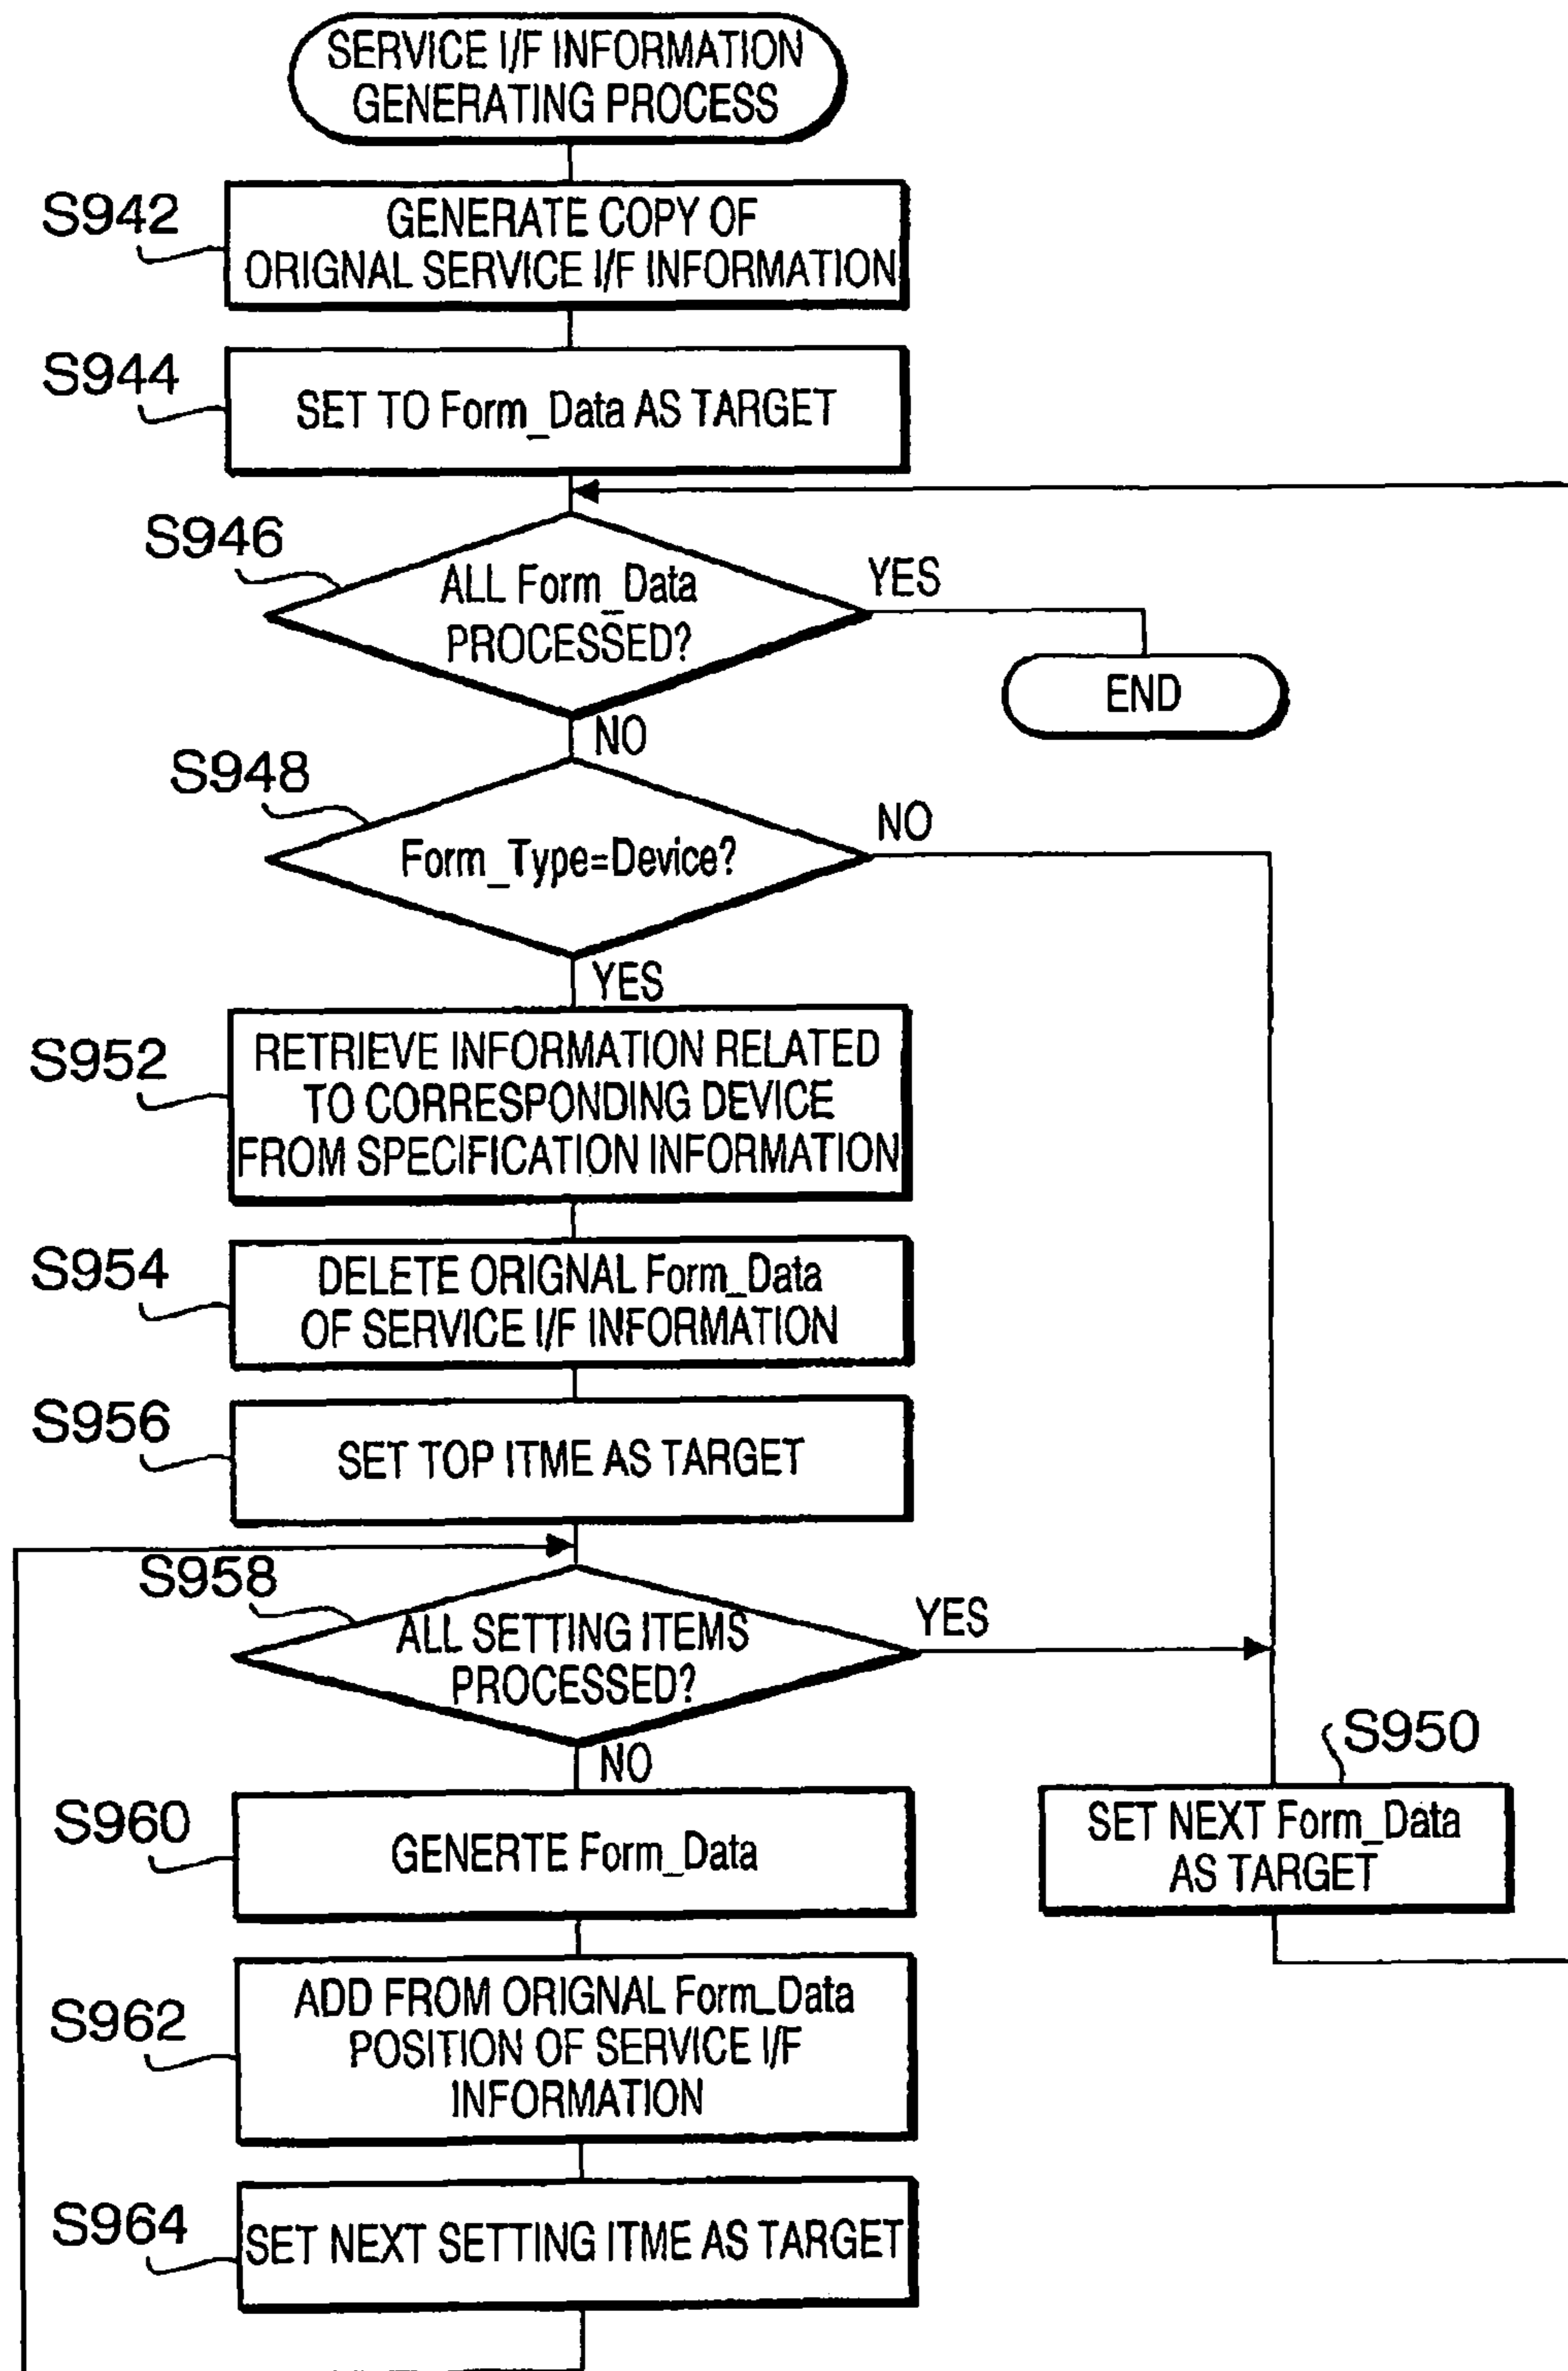 SERVICE I/F INFORMATION
GENERATING PROCESS
S942
GENERATE COPY OF
ORIGNAL SERVICE I/F INFORMATION
S944
SET TO Form_Data AS TARGET
S946
ALL Form_Data
PROCESSED?
YES
END
NO
S948
Form_Type=Device?
NO
YES
S952
RETRIEVE INFORMATION RELATED
TO CORRESPONDING DEVICE
FROM SPECIFICATION INFORMATION
S954
DELETE ORIGNAL Form_Data
OF SERVICE I/F INFORMATION
S956
SET TOP ITME AS TARGET
S958
ALL SETTING ITEMS
PROCESSED?
YES
NO
S950
SET NEXT Form_Data
AS TARGET
S960
GENERTE Form_Data
S962
ADD FROM ORIGNAL Form_Data
POSITION OF SERVICE I/F
INFORMATION
S964
SET NEXT SETTING ITME AS TARGET